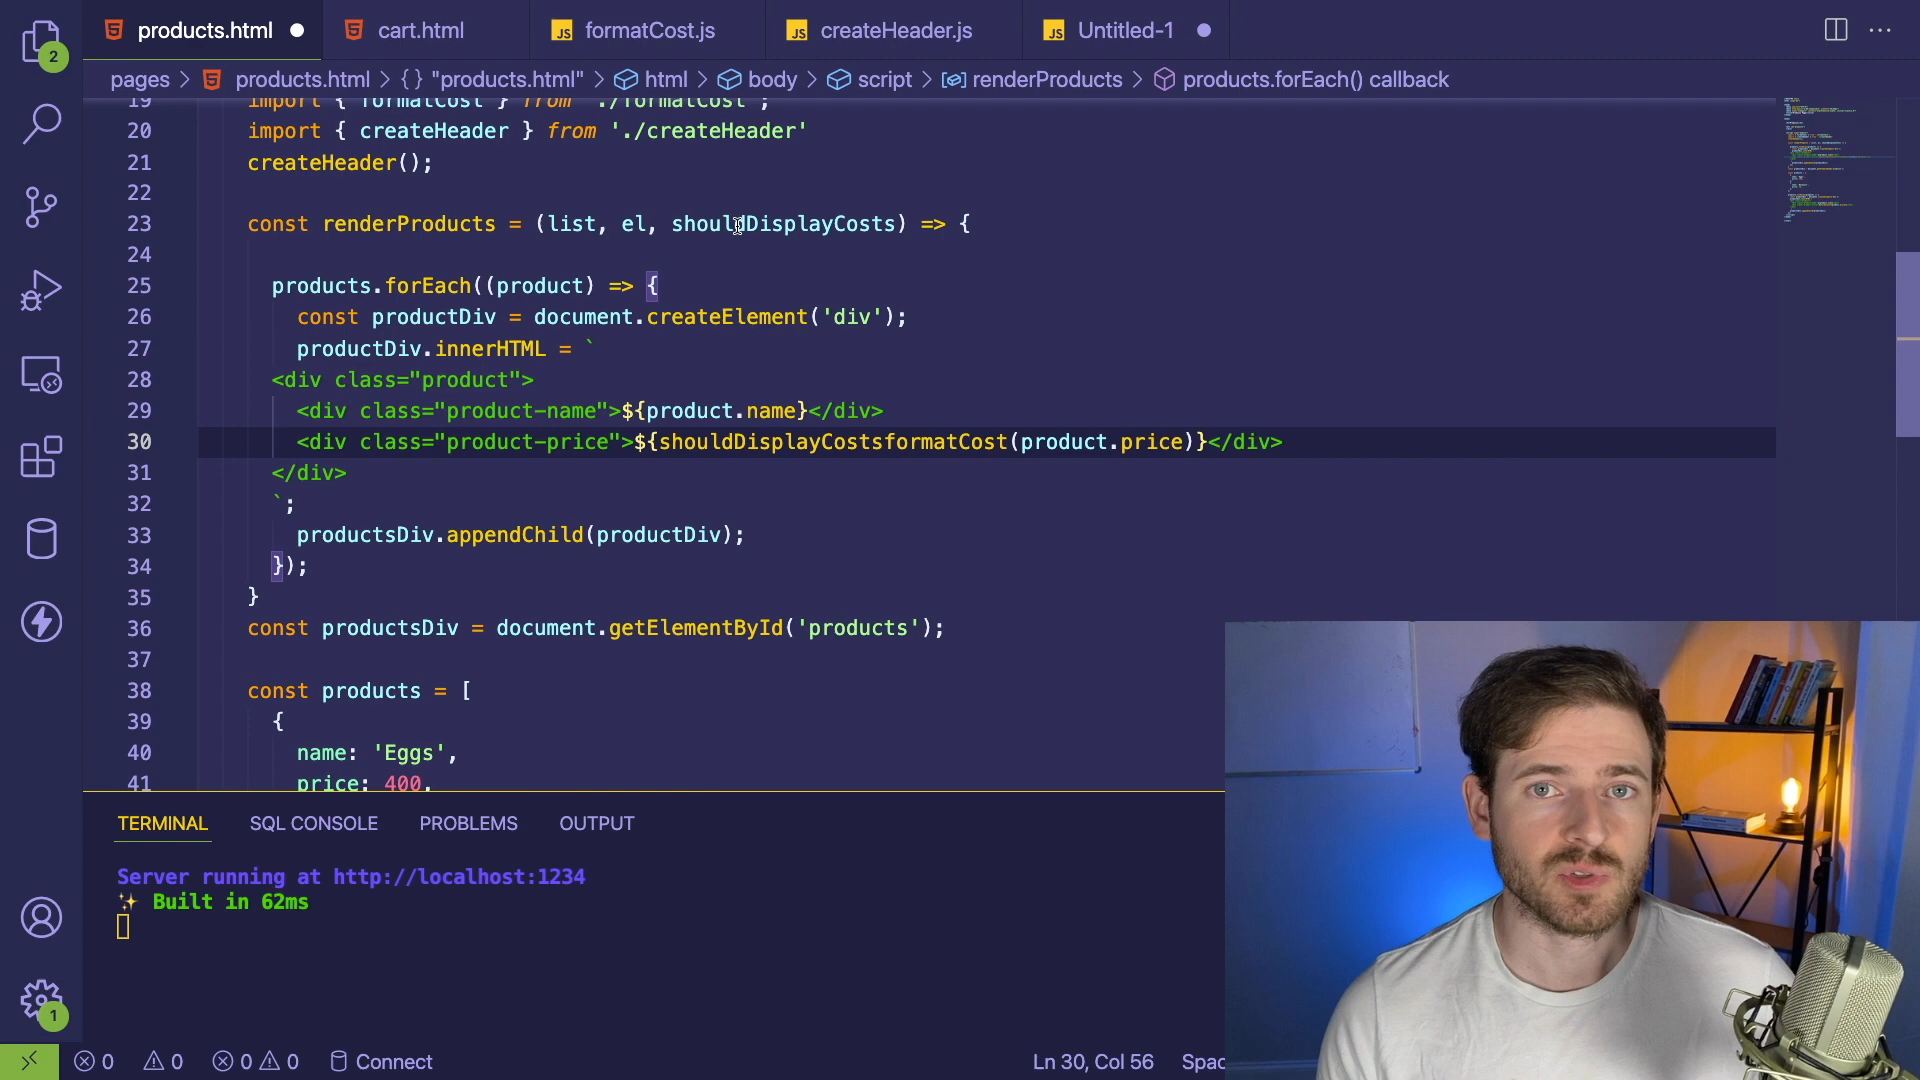 products.html
cart.html
formatCost.js
createHeader.js
Untitled-1
pages > products.html > {} "products.html" > html > body > script > renderProducts > products.forEach() callback
19 import { formatCost } from './formatCost';
20 import { createHeader } from './createHeader'
21 createHeader();
22
23 const renderProducts = (list, el, shouldDisplayCosts) => {
24
25 products.forEach((product) => {
26 const productDiv = document.createElement('div');
27 productDiv.innerHTML = `
28 <div class="product">
29 <div class="product-name">${product.name}</div>
30 <div class="product-price">${shouldDisplayCostsformatCost(product.price)}</div>
31 </div>
32 `;
33 productsDiv.appendChild(productDiv);
34 });
35 }
36 const productsDiv = document.getElementById('products');
37
38 const products = [
39 {
40 name: 'Eggs',
41 price: 400,
TERMINAL SQL CONSOLE PROBLEMS OUTPUT
Server running at http://localhost:1234
✨ Built in 62ms
2
1
0 0 0 0 Connect
Ln 30, Col 56 Spac